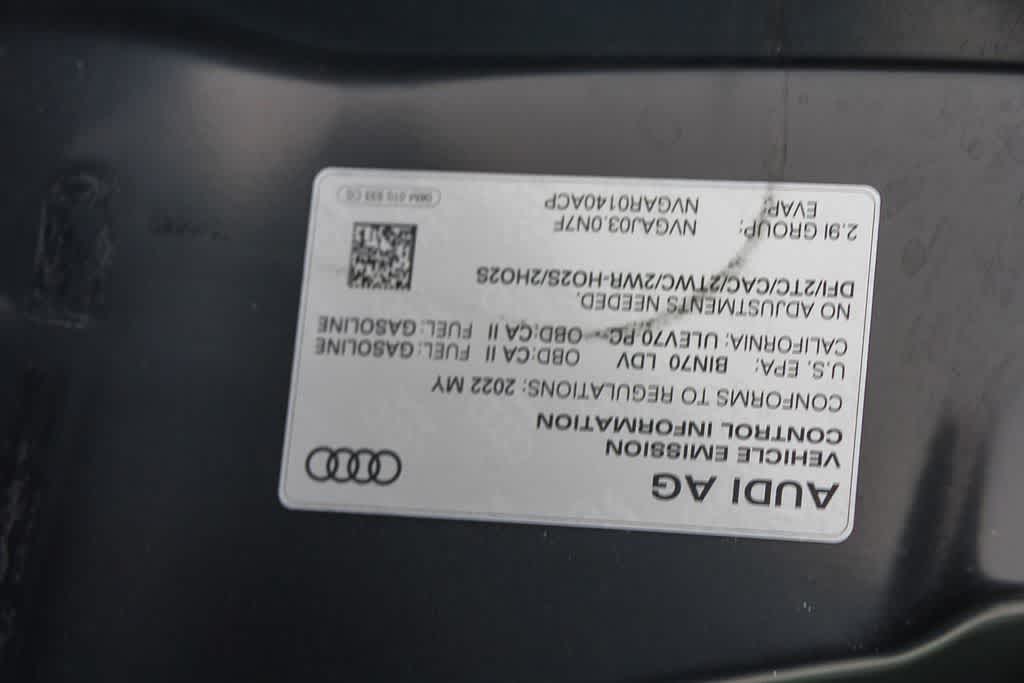 AUDI AG
VEHICLE EMISSION
CONTROL INFORMATION
CONFORMS TO REGULATIONS: 2022 MY
U.S. EPA: BIN70 LDV OBD:CA II FUEL: GASOLINE
CALIFORNIA: ULEV70 PC OBD:CA II FUEL: GASOLINE
NO ADJUSTMENTS NEEDED.
DFI/2TC/CAC/2TWC/2WR-HO2S/2HO2S
2.9l GROUP: NVGAJ03.0N7F
EVAP: NVGAR0140ACP